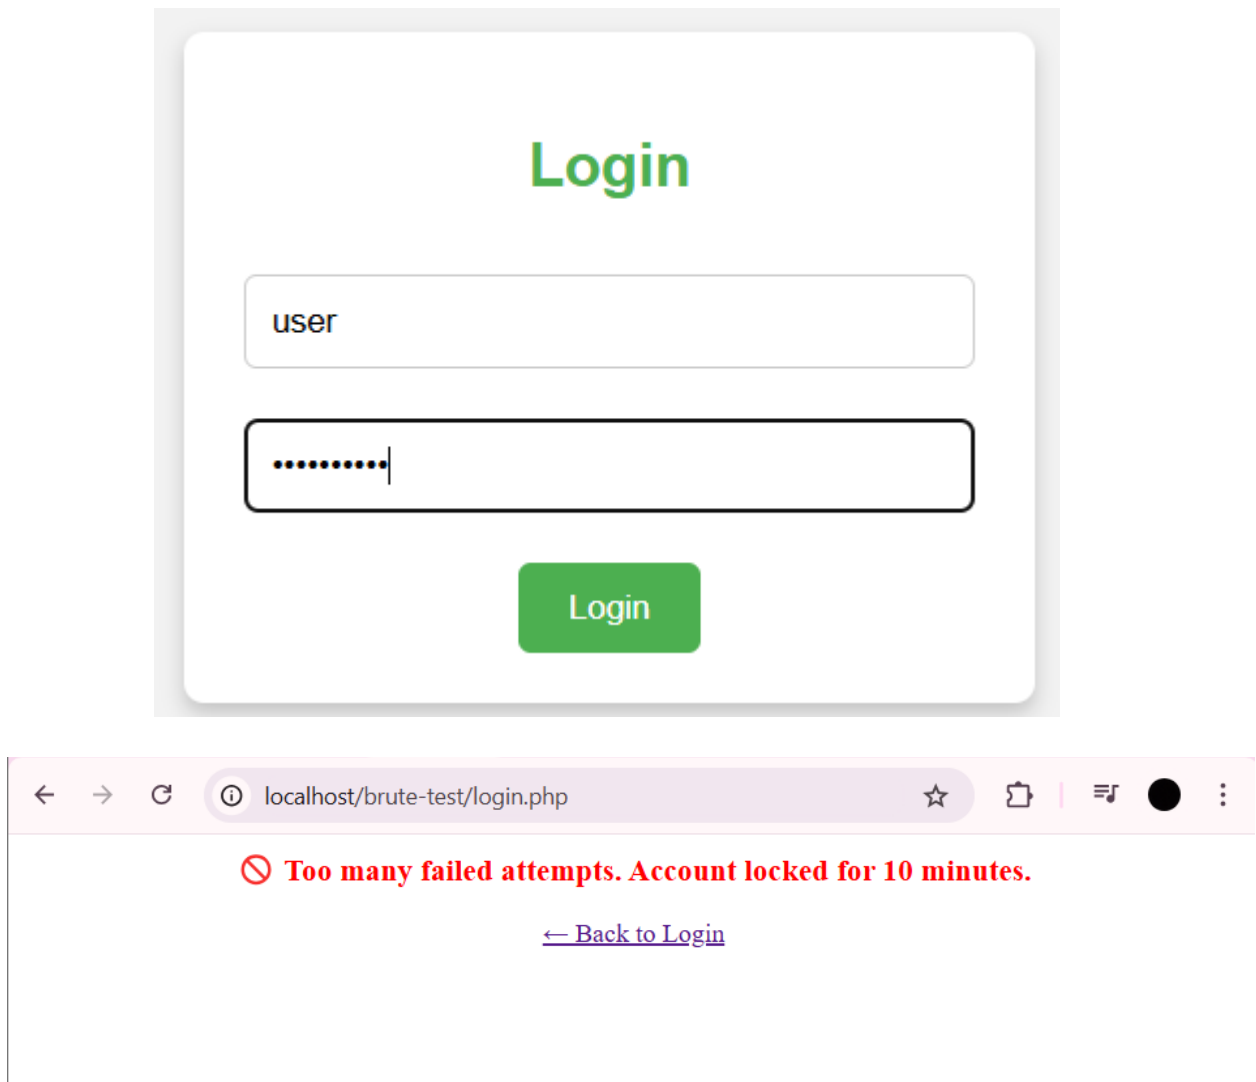 Login
user
••••••••••
Login
localhost/brute-test/login.php
🚫 Too many failed attempts. Account locked for 10 minutes.
← Back to Login